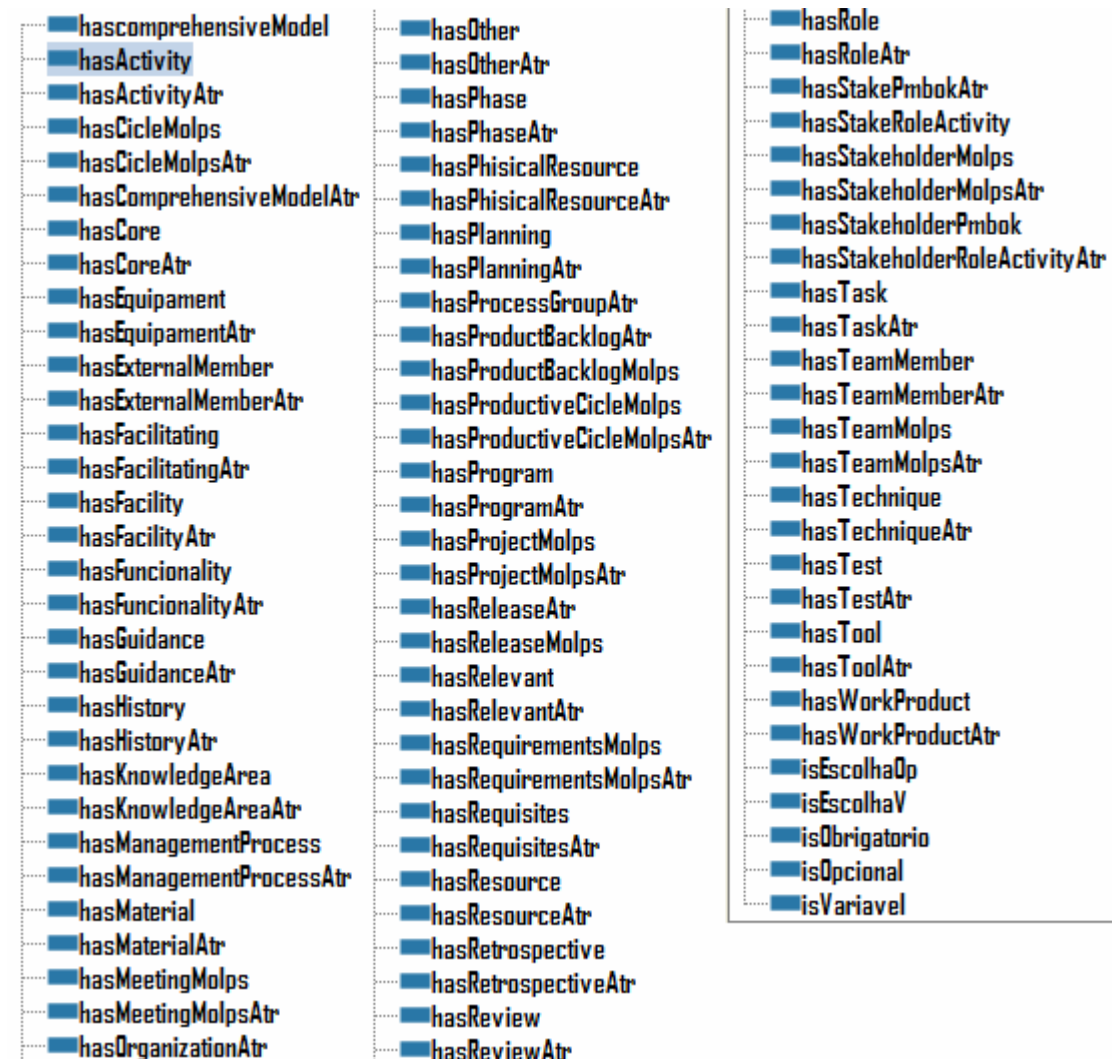 hascomprehensiveModel
hasActivity
hasActivityAtr
hasCicleMolps
hasCicleMolpsAtr
hasComprehensiveModelAtr
hasCore
hasCoreAtr
hasEquipament
hasEquipamentAtr
hasExternalMember
hasExternalMemberAtr
hasFacilitating
hasFacilitatingAtr
hasFacility
hasFacilityAtr
hasFuncionality
hasFuncionalityAtr
hasGuidance
hasGuidanceAtr
hasHistory
hasHistoryAtr
hasKnowledgeArea
hasKnowledgeAreaAtr
hasManagementProcess
hasManagementProcessAtr
hasMaterial
hasMaterialAtr
hasMeetingMolps
hasMeetingMolpsAtr
hasOrganizationAtr
hasOther
hasOtherAtr
hasPhase
hasPhaseAtr
hasPhisicalResource
hasPhisicalResourceAtr
hasPlanning
hasPlanningAtr
hasProcessGroupAtr
hasProductBacklogAtr
hasProductBacklogMolps
hasProductiveCicleMolps
hasProductiveCicleMolpsAtr
hasProgram
hasProgramAtr
hasProjectMolps
hasProjectMolpsAtr
hasReleaseAtr
hasReleaseMolps
hasRelevant
hasRelevantAtr
hasRequirementsMolps
hasRequirementsMolpsAtr
hasRequisites
hasRequisitesAtr
hasResource
hasResourceAtr
hasRetrospective
hasRetrospectiveAtr
hasReview
hasReviewAtr
hasRole
hasRoleAtr
hasStakePmbokAtr
hasStakeRoleActivity
hasStakeholderMolps
hasStakeholderMolpsAtr
hasStakeholderPmbok
hasStakeholderRoleActivityAtr
hasTask
hasTaskAtr
hasTeamMember
hasTeamMemberAtr
hasTeamMolps
hasTeamMolpsAtr
hasTechnique
hasTechniqueAtr
hasTest
hasTestAtr
hasTool
hasToolAtr
hasWorkProduct
hasWorkProductAtr
isEscolhaOp
isEscolhaV
isObrigatorio
isOpcional
isVariavel